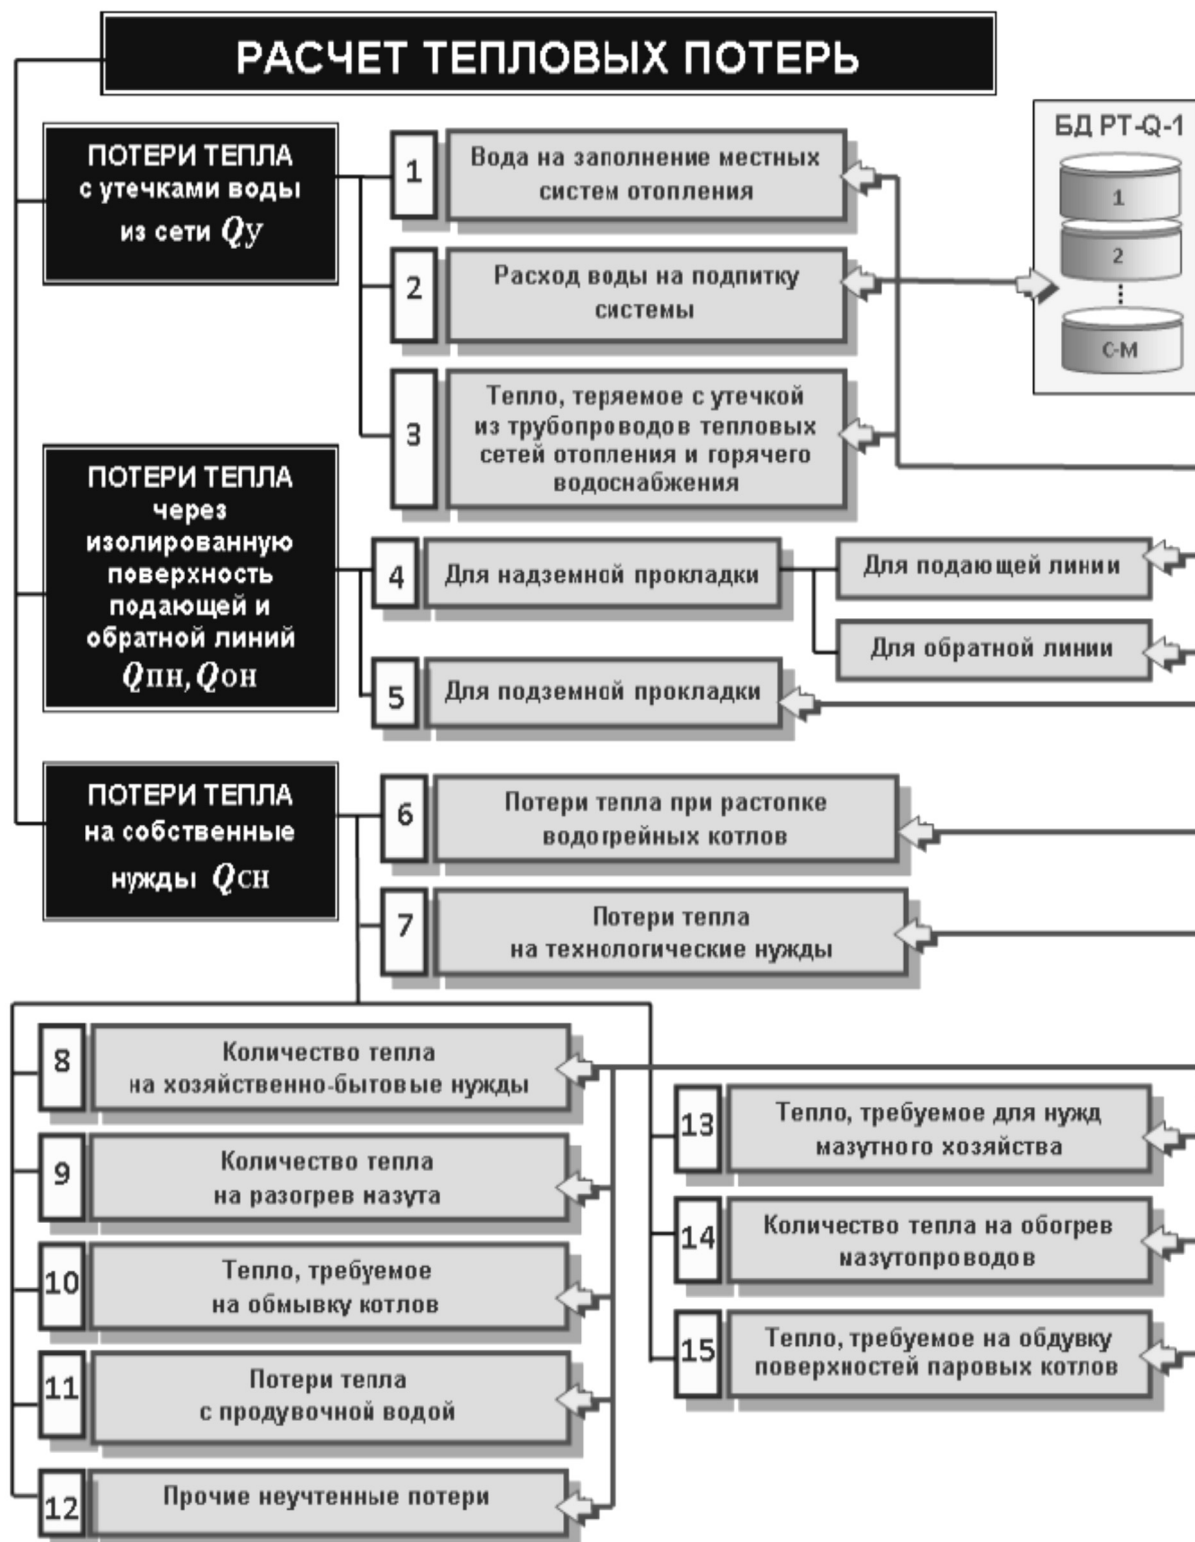 РАСЧЕТ ТЕПЛОВЫХ ПОТЕРЬ
БД РТ-Q-1
1
2
С-М
ПОТЕРИ ТЕПЛА
с утечками воды
из сети Qу
1
Вода на заполнение местных
систем отопления
2
Расход воды на подпитку
системы
3
Тепло, теряемое с утечкой
из трубопроводов тепловых
сетей отопления и горячего
водоснабжения
ПОТЕРИ ТЕПЛА
через
изолированную
поверхность
подающей и
обратной линий
Qпн, Qон
4
Для надземной прокладки
Для подающей линии
Для обратной линии
5
Для подземной прокладки
ПОТЕРИ ТЕПЛА
на собственные
нужды Qсн
6
Потери тепла при растопке
водогрейных котлов
7
Потери тепла
на технологические нужды
8
Количество тепла
на хозяйственно-бытовые нужды
9
Количество тепла
на разогрев назута
10
Тепло, требуемое
на обмывку котлов
11
Потери тепла
с продувочной водой
12
Прочие неучтенные потери
13
Тепло, требуемое для нужд
мазутного хозяйства
14
Количество тепла на обогрев
мазутопроводов
15
Тепло, требуемое на обдувку
поверхностей паровых котлов